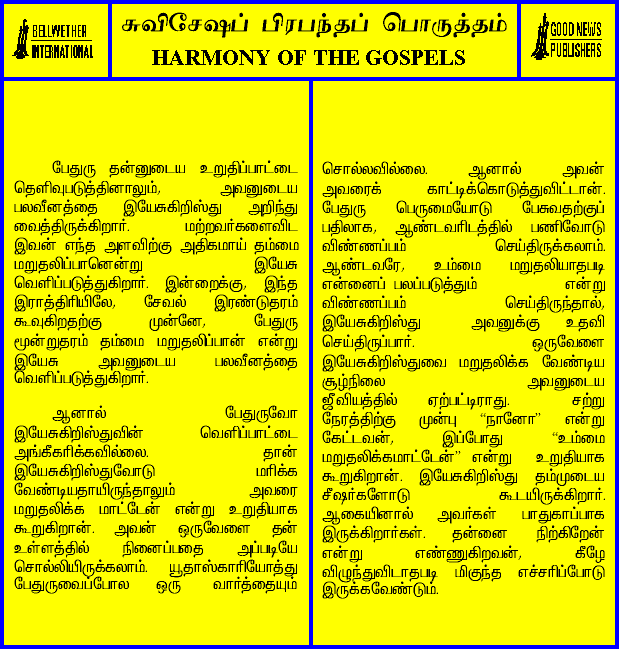 BELLWETHER
INTERNATIONAL
சுவிசேஷப் பிரபந்தப் பொருத்தம்
HARMONY OF THE GOSPELS
GOOD NEWS
PUBLISHERS
பேதுரு தன்னுடைய உறுதிப்பாட்டை
தெளிவுபடுத்தினாலும், அவனுடைய
பலவீனத்தை இயேசுகிறிஸ்து அறிந்து
வைத்திருக்கிறார். மற்றவர்களைவிட
இவன் எந்த அளவிற்கு அதிகமாய் தம்மை
மறுதலிப்பானென்று இயேசு
வெளிப்படுத்துகிறார். இன்றைக்கு, இந்த
இராத்திரியிலே, சேவல் இரண்டுதரம்
கூவுகிறதற்கு முன்னே, பேதுரு
மூன்றுதரம் தம்மை மறுதலிப்பான் என்று
இயேசு அவனுடைய பலவீனத்தை
வெளிப்படுத்துகிறார்.
ஆனால் பேதுருவோ
இயேசுகிறிஸ்துவின் வெளிப்பாட்டை
அங்கீகரிக்கவில்லை. தான்
இயேசுகிறிஸ்துவோடு மரிக்க
வேண்டியதாயிருந்தாலும் அவரை
மறுதலிக்க மாட்டேன் என்று உறுதியாக
கூறுகிறான். அவன் ஒருவேளை தன்
உள்ளத்தில் நினைப்பதை அப்படியே
சொல்லியிருக்கலாம். யூதாஸ்காரியோத்து
பேதுருவைப்போல ஒரு வார்த்தையும்
சொல்லவில்லை. ஆனால் அவன்
அவரைக் காட்டிக்கொடுத்துவிட்டான்.
பேதுரு பெருமையோடு பேசுவதற்குப்
பதிலாக, ஆண்டவரிடத்தில் பணிவோடு
விண்ணப்பம் செய்திருக்கலாம்.
ஆண்டவரே, உம்மை மறுதலியாதபடி
என்னைப் பலப்படுத்தும் என்று
விண்ணப்பம் செய்திருந்தால்,
இயேசுகிறிஸ்து அவனுக்கு உதவி
செய்திருப்பார். ஒருவேளை
இயேசுகிறிஸ்துவை மறுதலிக்க வேண்டிய
சூழ்நிலை அவனுடைய
ஜீவியத்தில் ஏற்பட்டிராது. சற்று
நேரத்திற்கு முன்பு “நானோ” என்று
கேட்டவன், இப்போது “உம்மை
மறுதலிக்கமாட்டேன்” என்று உறுதியாக
கூறுகிறான். இயேசுகிறிஸ்து தம்முடைய
சீஷர்களோடு கூடயிருக்கிறார்.
ஆகையினால் அவர்கள் பாதுகாப்பாக
இருக்கிறார்கள். தன்னை நிற்கிறேன்
என்று எண்ணுகிறவன், கீழே
விழுந்துவிடாதபடி மிகுந்த எச்சரிப்போடு
இருக்கவேண்டும்.